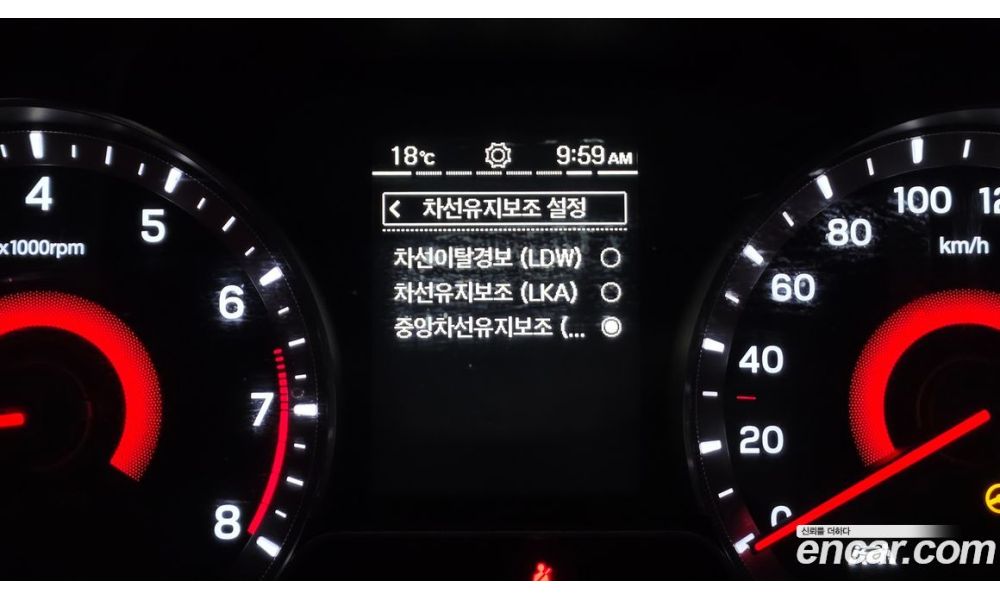 18℃ 9:59 AM
차선유지보조 설정
차선이탈경보 (LDW)
차선유지보조 (LKA)
중앙차선유지보조 (...
4
5
x1000rpm
6
7
8
100
80
km/h
60
40
20
0
신뢰를 더하다
encar.com